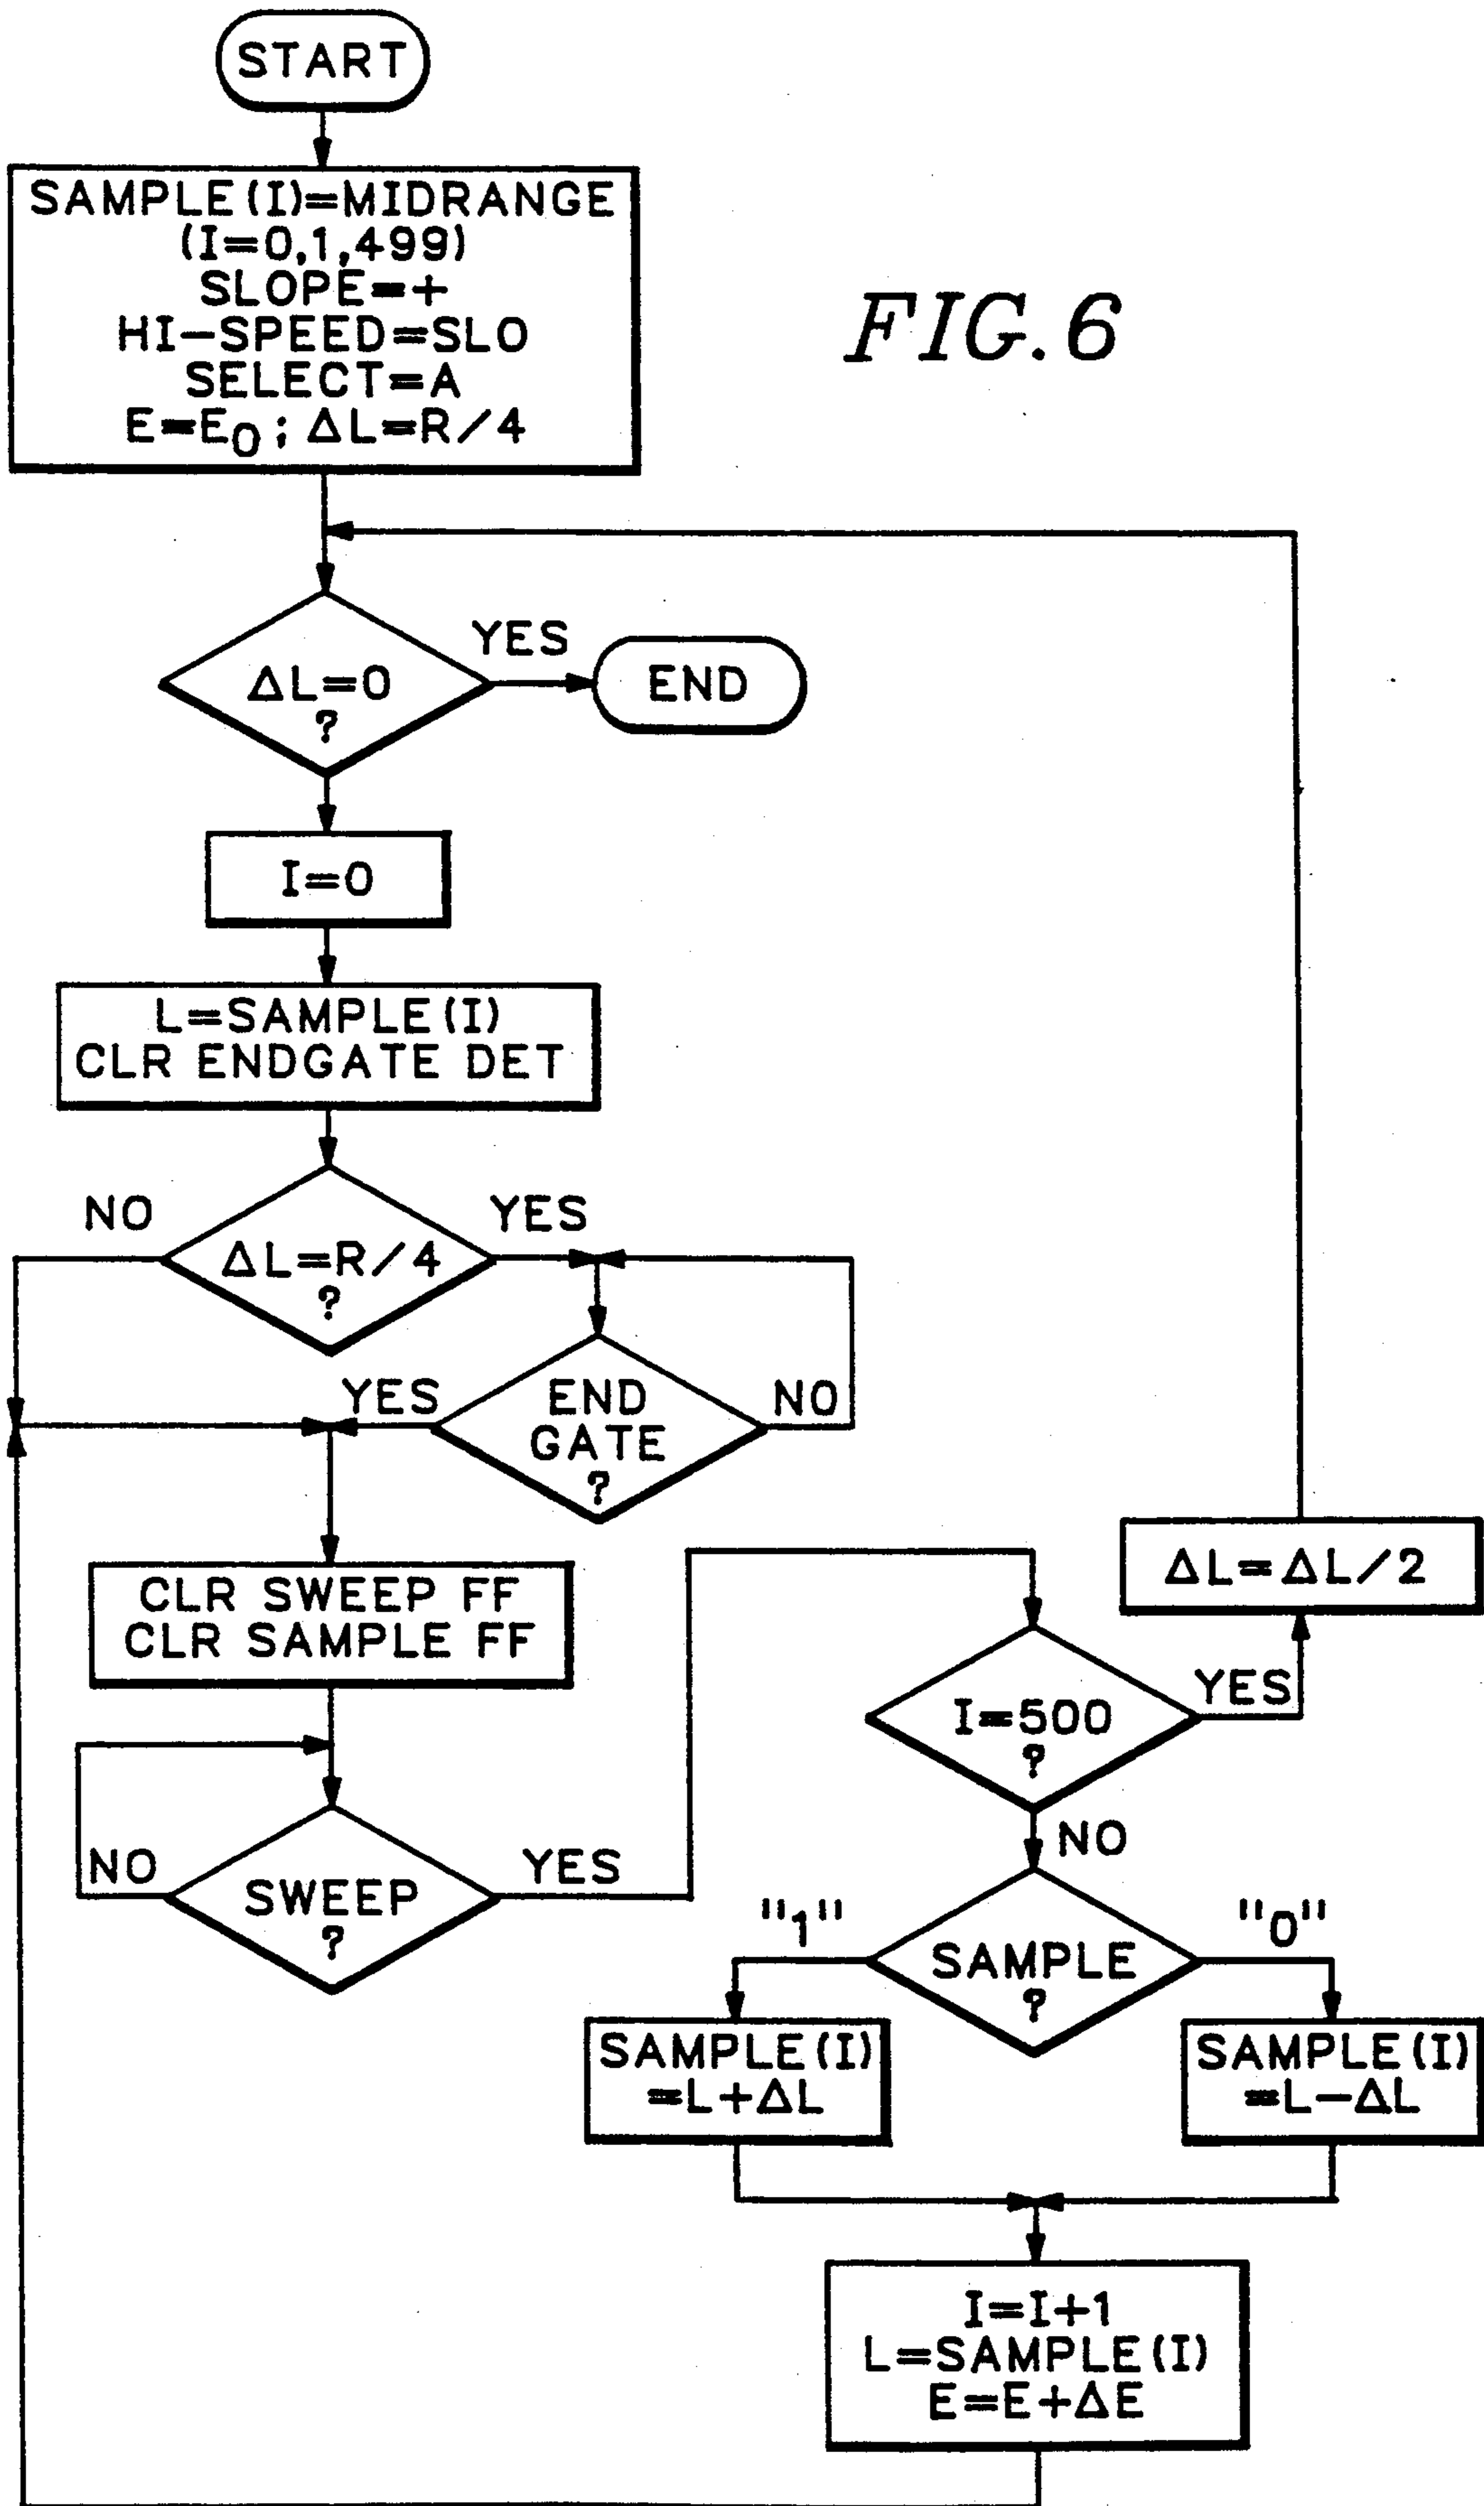 START
SAMPLE(I)=MIDRANGE
(I=0,1,499)
SLOPE=+
HI-SPEED=SLO
SELECT=A
E=E0; ΔL=R/4
FIG.6
ΔL=0
?
YES
END
I=0
L=SAMPLE(I)
CLR ENDGATE DET
NO
ΔL=R/4
?
YES
YES
END
GATE
?
NO
CLR SWEEP FF
CLR SAMPLE FF
NO
SWEEP
?
YES
ΔL=ΔL/2
I=500
?
YES
NO
"1"
SAMPLE
?
"0"
SAMPLE(I)
=L+ΔL
SAMPLE(I)
=L-ΔL
I=I+1
L=SAMPLE(I)
E=E+ΔE